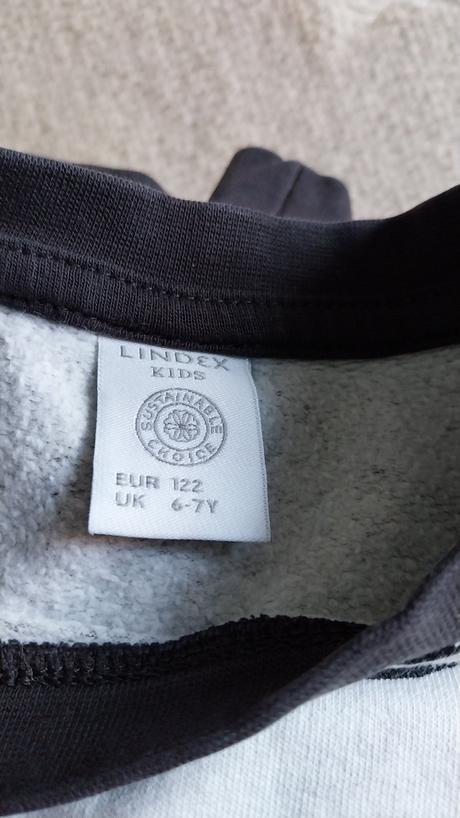 LINDEX
KIDS
SUSTAINABLE
CHOICE
EUR 122
UK 6-7Y